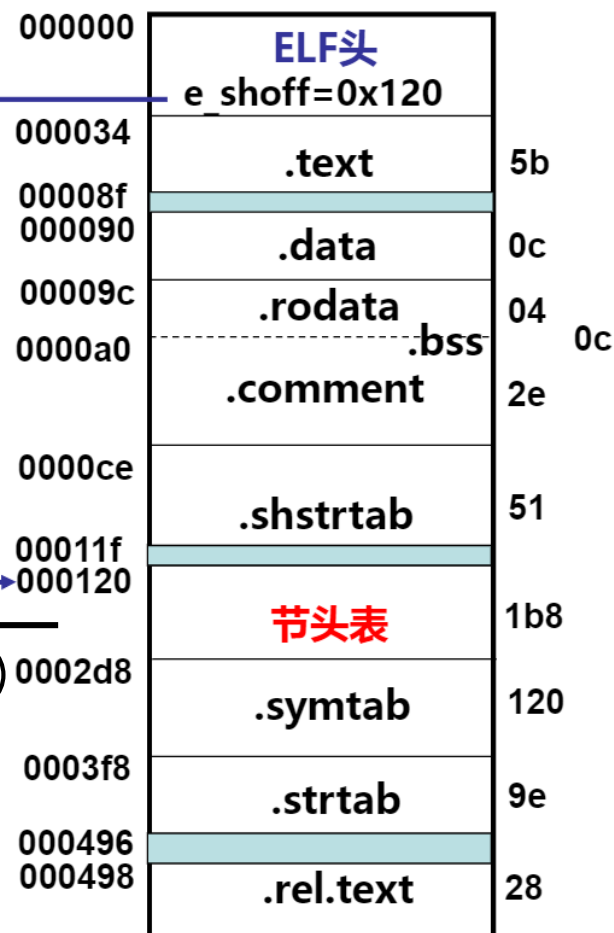 000000
ELF头
e_shoff=0x120
000034
.text 5b
00008f
000090
.data 0c
00009c
.rodata 04
0000a0 .bss 0c
.comment 2e
0000ce
.shstrtab 51
00011f
000120
节头表 1b8
) 0002d8
.symtab 120
0003f8
.strtab 9e
000496
000498
.rel.text 28